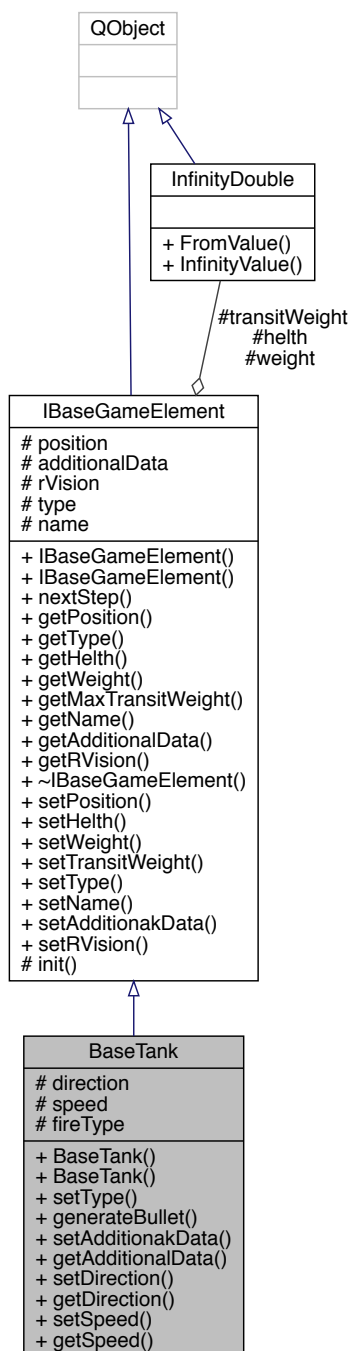 QObject
InfinityDouble
+ FromValue()
+ InfinityValue()
#transitWeight
#helth
#weight
IBaseGameElement
# position
# additionalData
# rVision
# type
# name
+ IBaseGameElement()
+ IBaseGameElement()
+ nextStep()
+ getPosition()
+ getType()
+ getHelth()
+ getWeight()
+ getMaxTransitWeight()
+ getName()
+ getAdditionalData()
+ getRVision()
+ ~IBaseGameElement()
+ setPosition()
+ setHelth()
+ setWeight()
+ setTransitWeight()
+ setType()
+ setName()
+ setAdditionakData()
+ setRVision()
# init()
BaseTank
# direction
# speed
# fireType
+ BaseTank()
+ BaseTank()
+ setType()
+ generateBullet()
+ setAdditionakData()
+ getAdditionalData()
+ setDirection()
+ getDirection()
+ setSpeed()
+ getSpeed()